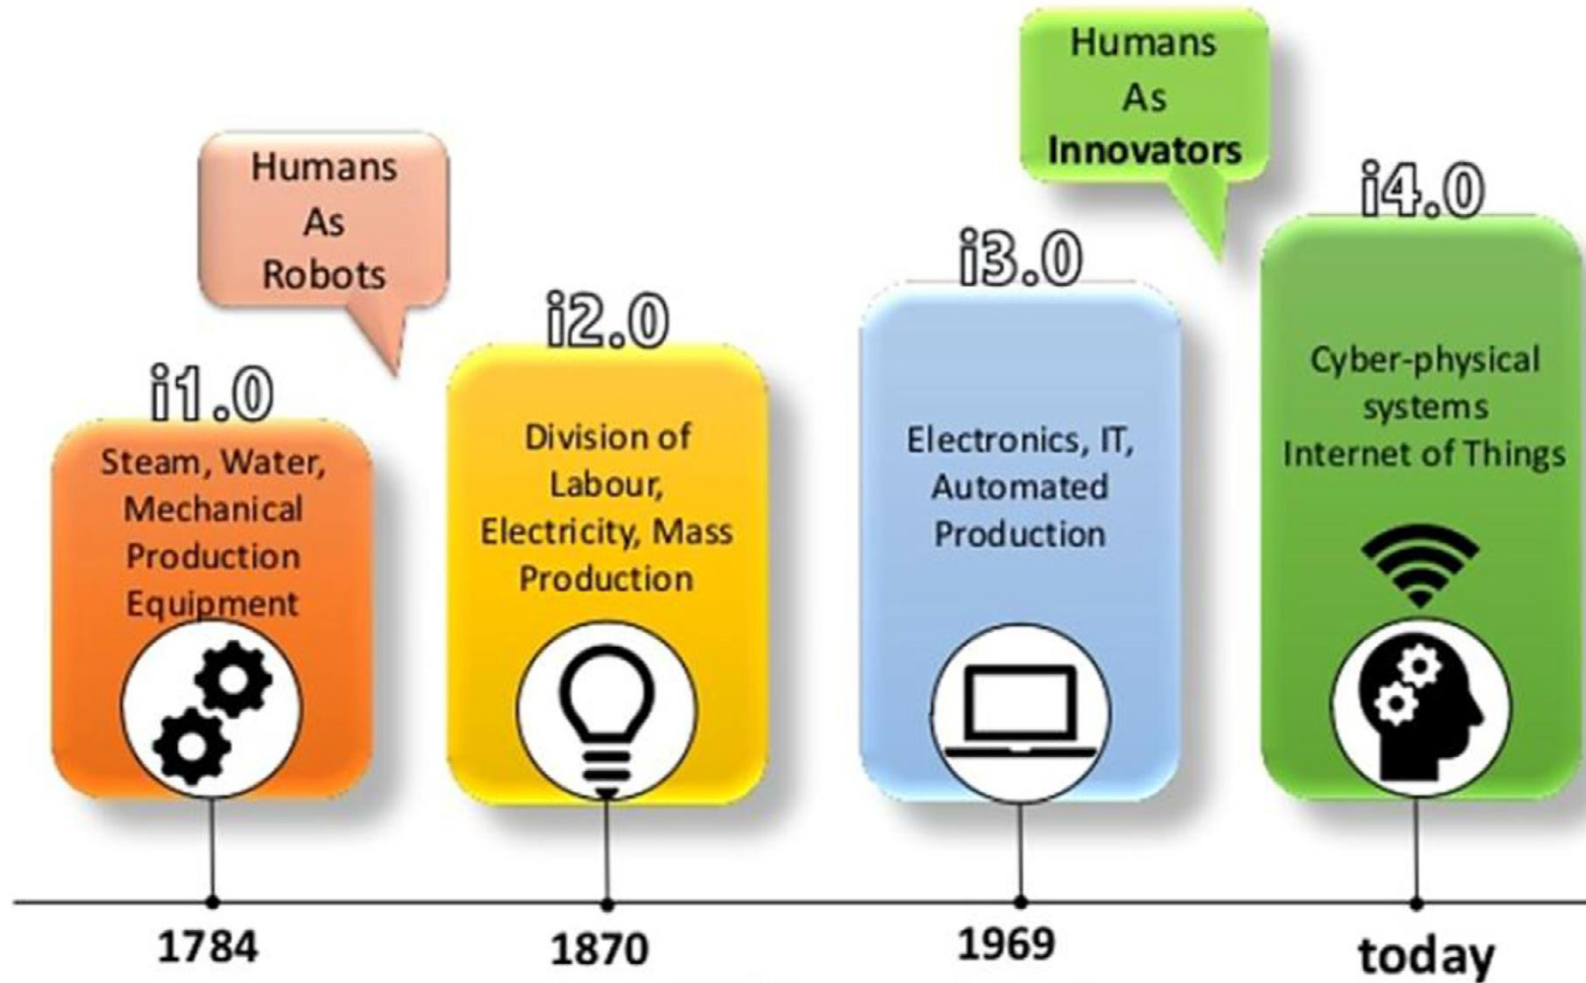 Humans
As
Robots
Humans
As
Innovators
i1.0
Steam, Water,
Mechanical
Production
Equipment
i2.0
Division of
Labour,
Electricity, Mass
Production
i3.0
Electronics, IT,
Automated
Production
i4.0
Cyber-physical
systems
Internet of Things
1784
1870
1969
today